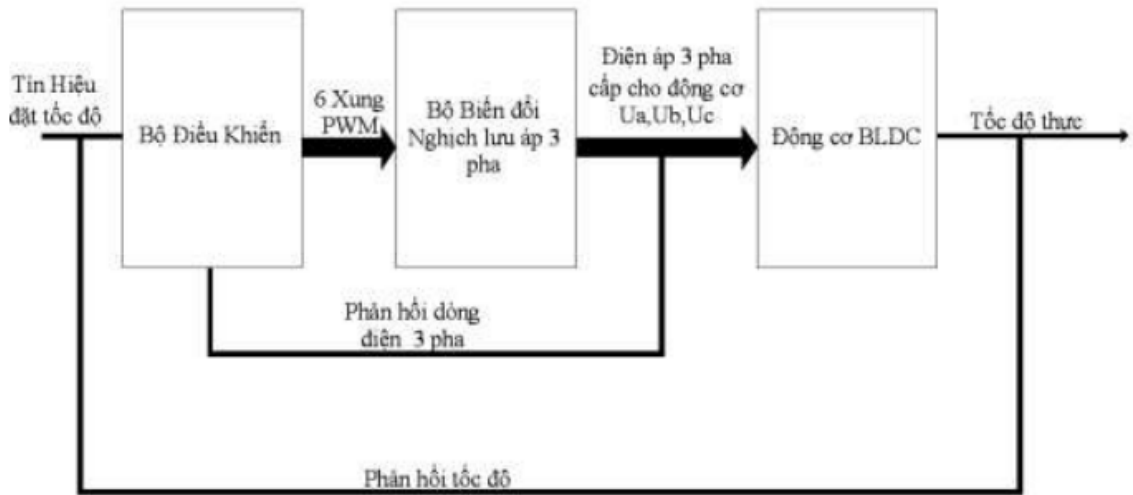 Tín Hiệu
đặt tốc độ
Bộ Điều Khiển
6 Xung
PWM
Bộ Biến đổi
Nghịch lưu áp 3
pha
Điện áp 3 pha
cấp cho động cơ
Ua,Ub,Uc
Động cơ BLDC
Tốc độ thực
Phản hồi dòng
điện 3 pha
Phản hồi tốc độ